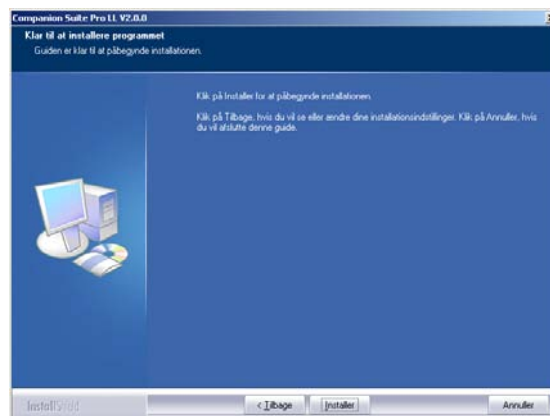 Companion Suite Pro LL V2.0.0
Klar til at installere programmet
Guiden er klar til at påbegynde installationen.
Klik på Installer for at påbegynde installationen.
Klik på Tilbage, hvis du vil se eller ændre dine installationsindstillinger. Klik på Annuller, hvis
du vil afslutte denne guide.
InstallShield
< Tilbage
Installer
Annuller